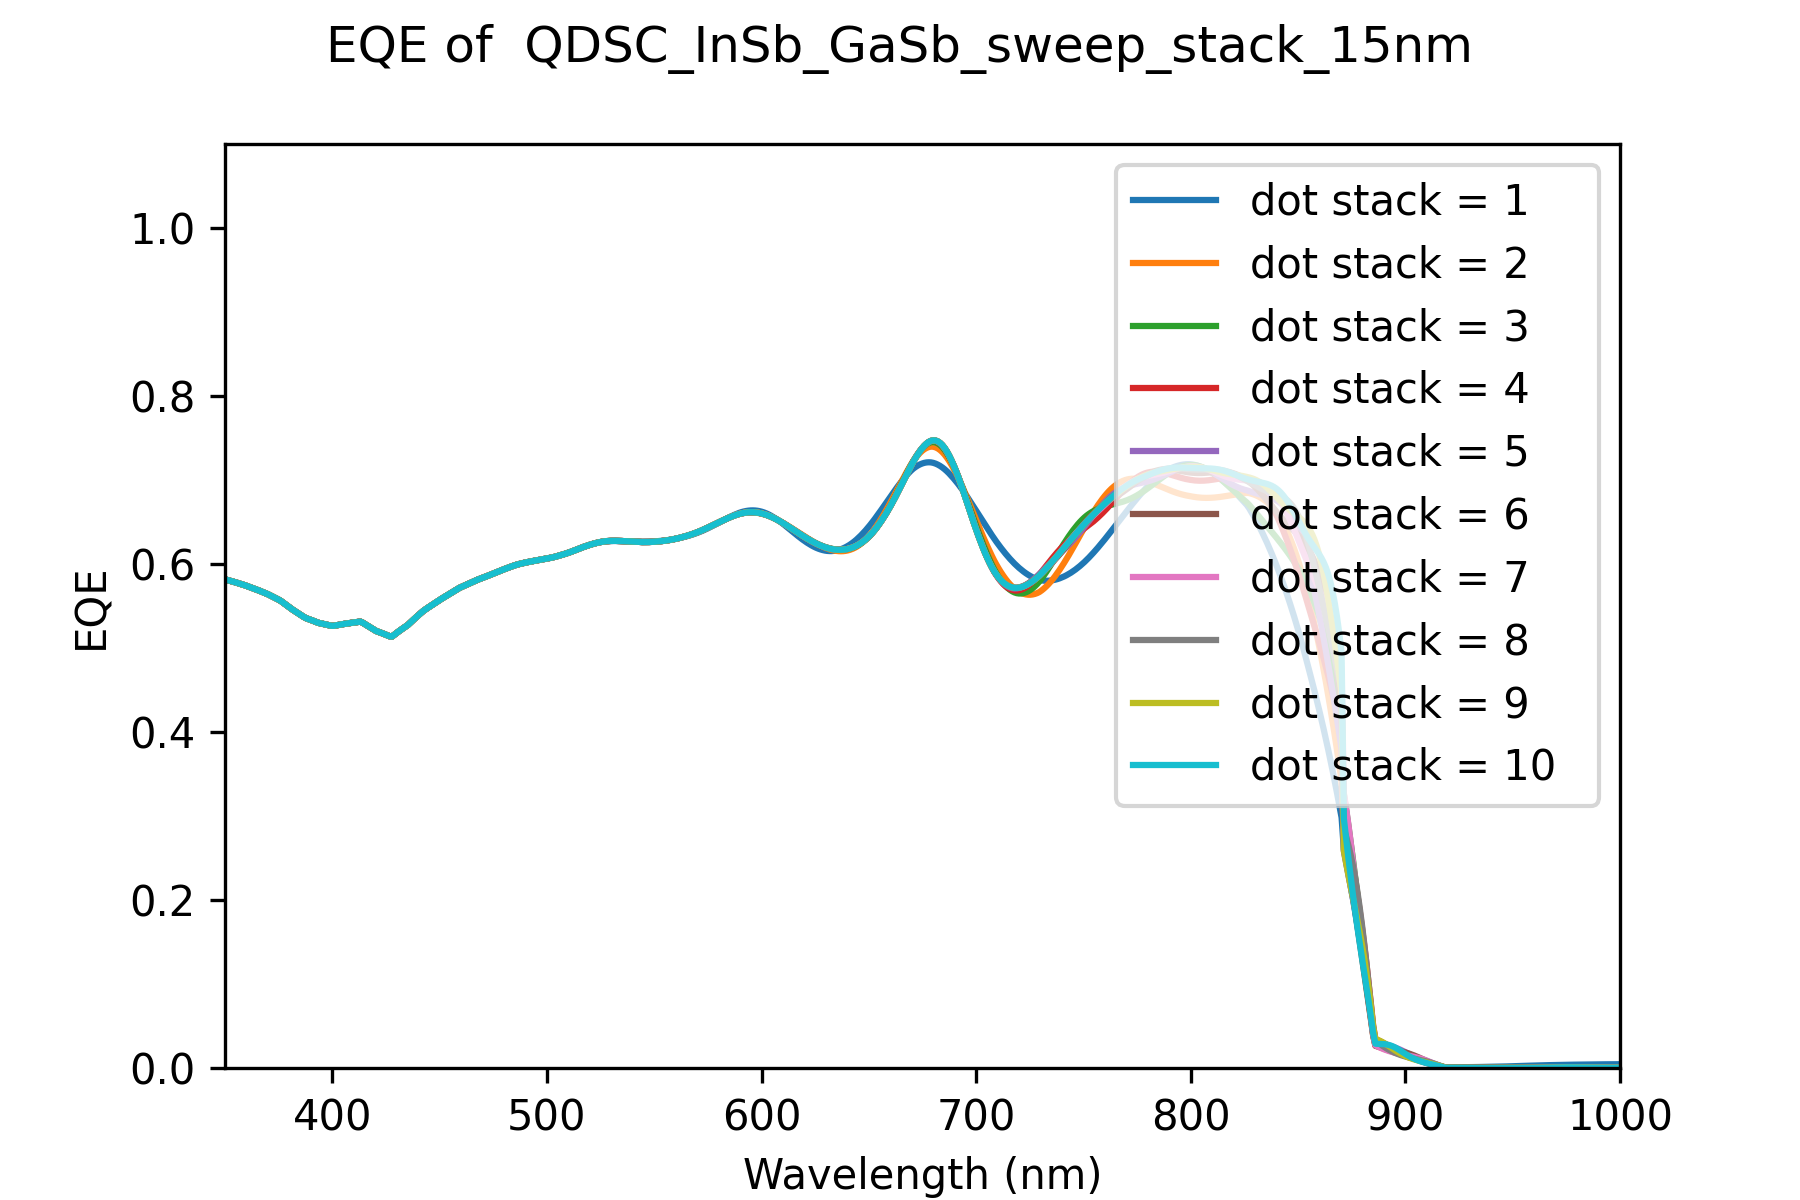 EQE of  QDSC_InSb_GaSb_sweep_stack_15nm
EQE
1.0
0.8
0.6
0.4
0.2
0.0
dot stack = 1
dot stack = 2
dot stack = 3
dot stack = 4
dot stack = 5
dot stack = 6
dot stack = 7
dot stack = 8
dot stack = 9
dot stack = 10
400 500 600 700 800 900 1000
Wavelength (nm)